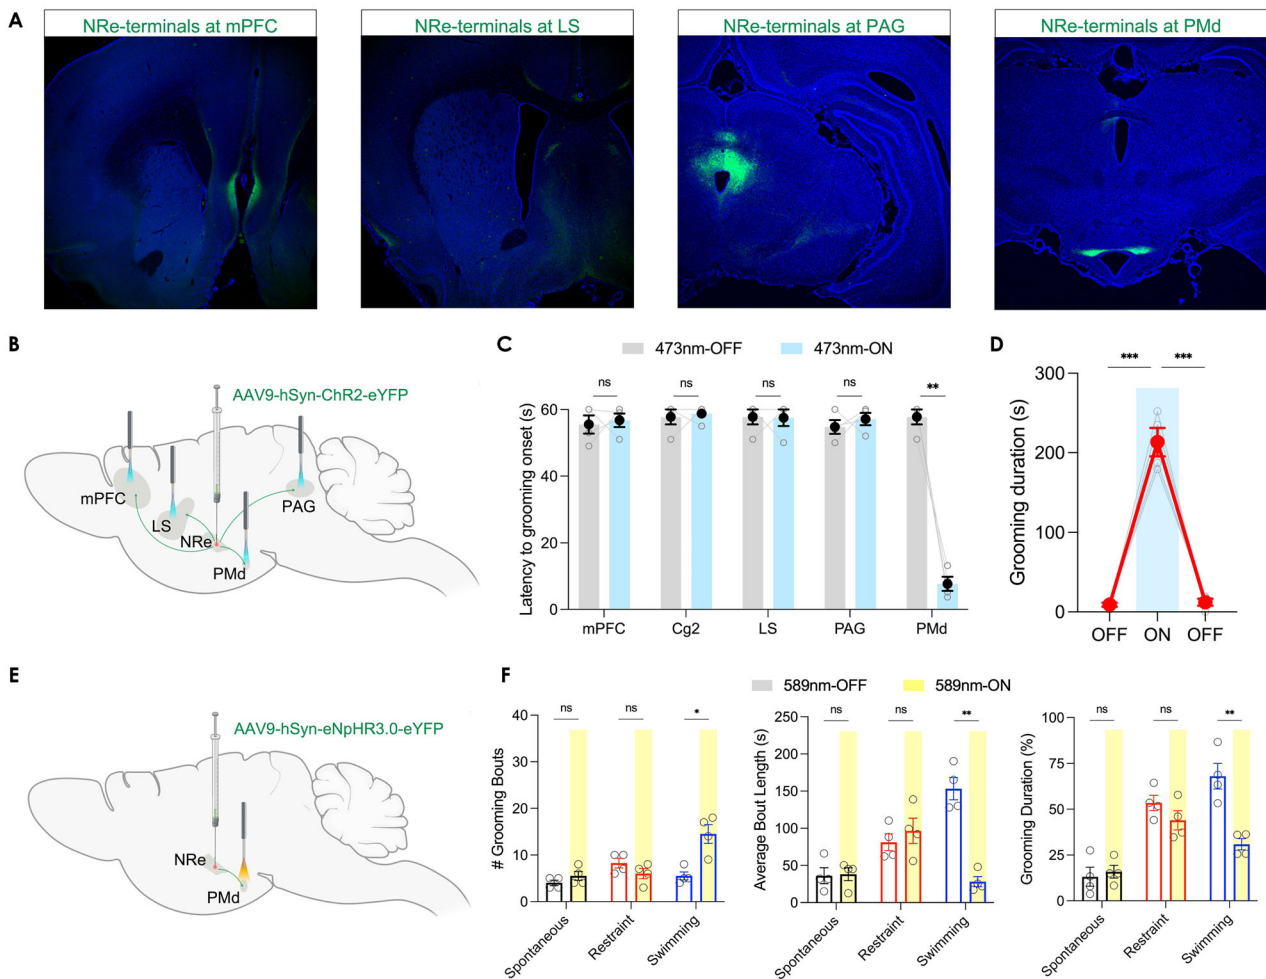 A
NRe-terminals at mPFC
NRe-terminals at LS
NRe-terminals at PAG
NRe-terminals at PMd
B
AAV9-hSyn-ChR2-eYFP
mPFC
LS
NRe
PMd
PAG
C
473nm-OFF
473nm-ON
Latency to grooming onset (s)
60
40
20
0
ns
ns
ns
ns
**
mPFC
Cg2
LS
PAG
PMd
D
Grooming duration (s)
300
200
100
0
***
***
OFF
ON
OFF
E
AAV9-hSyn-eNpHR3.0-eYFP
NRe
PMd
F
589nm-OFF
589nm-ON
# Grooming Bouts
40
30
20
10
0
ns
ns
*
Spontaneous
Restraint
Swimming
Average Bout Length (s)
250
200
150
100
50
0
ns
ns
**
Spontaneous
Restraint
Swimming
Grooming Duration (%)
100
75
50
25
0
ns
ns
**
Spontaneous
Restraint
Swimming